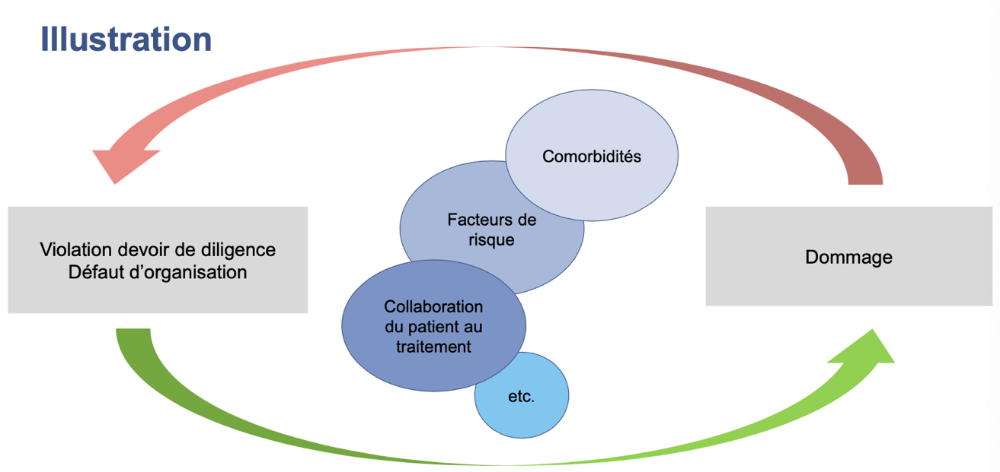 Illustration
Comorbidités
Facteurs de
risque
Violation devoir de diligence
Défaut d’organisation
Dommage
Collaboration
du patient au
traitement
etc.